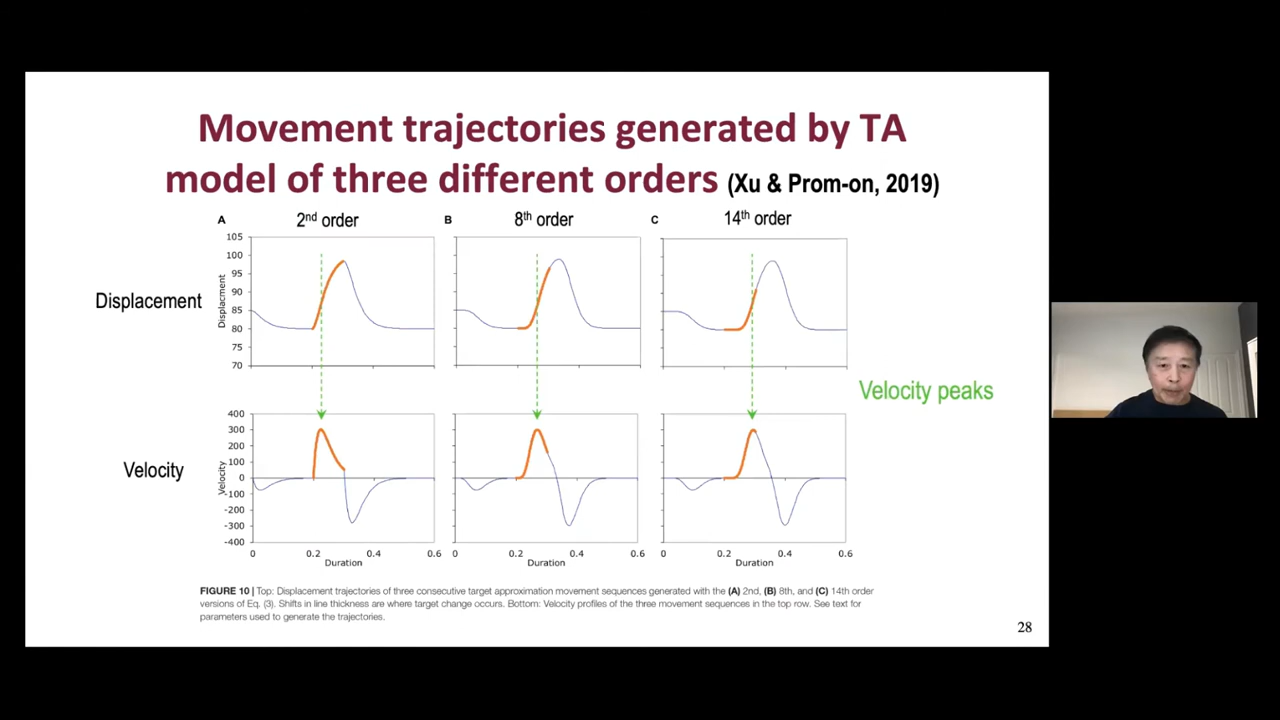 Movement trajectories generated by TA
model of three different orders (Xu & Prom-on, 2019)
A 2nd order B 8th order C 14th order
105
100
95
90
85
80
75
70
Displacment
Displacement
Velocity peaks
400
300
200
100
0
-100
-200
-300
-400
Velocity
Velocity
0 0.2 0.4 0.6 0 0.2 0.4 0.6 0 0.2 0.4 0.6
Duration Duration Duration
FIGURE 10 | Top: Displacement trajectories of three consecutive target approximation movement sequences generated with the (A) 2nd, (B) 8th, and (C) 14th order
versions of Eq. (3). Shifts in line thickness are where target change occurs. Bottom: Velocity profiles of the three movement sequences in the top row. See text for
parameters used to generate the trajectories.
28